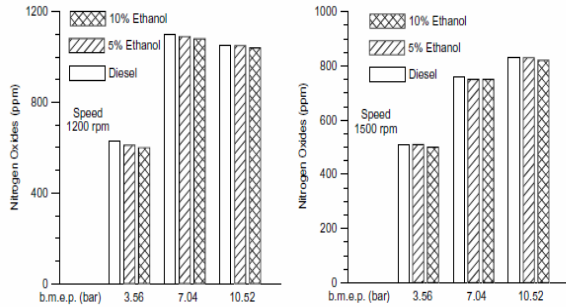 1200
10% Ethanol
5% Ethanol
Diesel
Speed
1200 rpm
800
400
0
Nitrogen Oxides (ppm)
b.m.e.p. (bar) 3.56 7.04 10.52
1000
10% Ethanol
5% Ethanol
Diesel
Speed
1500 rpm
800
600
400
200
0
Nitrogen Oxides (ppm)
b.m.e.p. (bar) 3.56 7.04 10.52